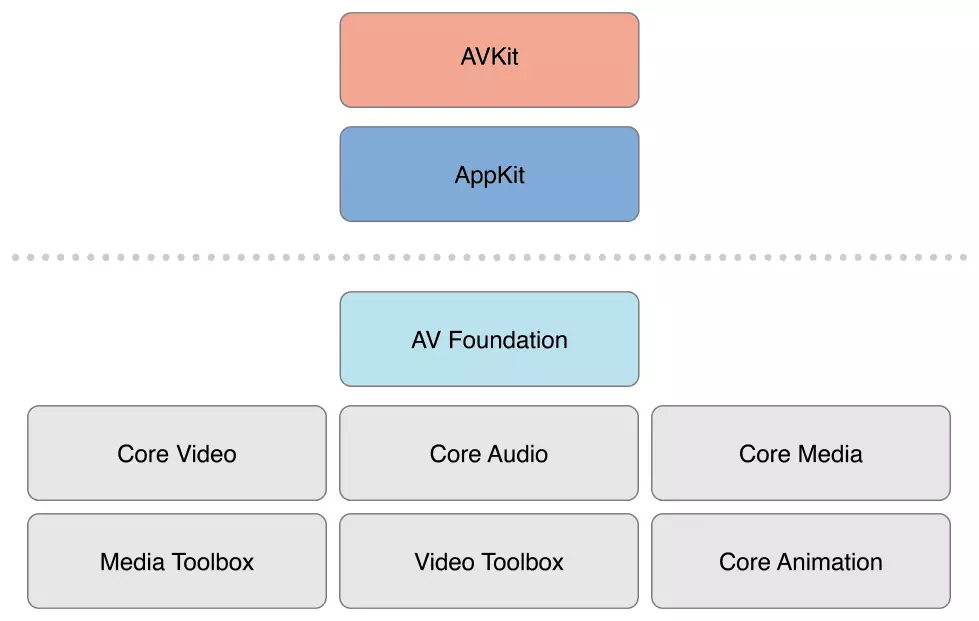 AVKit
AppKit
AV Foundation
Core Video
Core Audio
Core Media
Media Toolbox
Video Toolbox
Core Animation